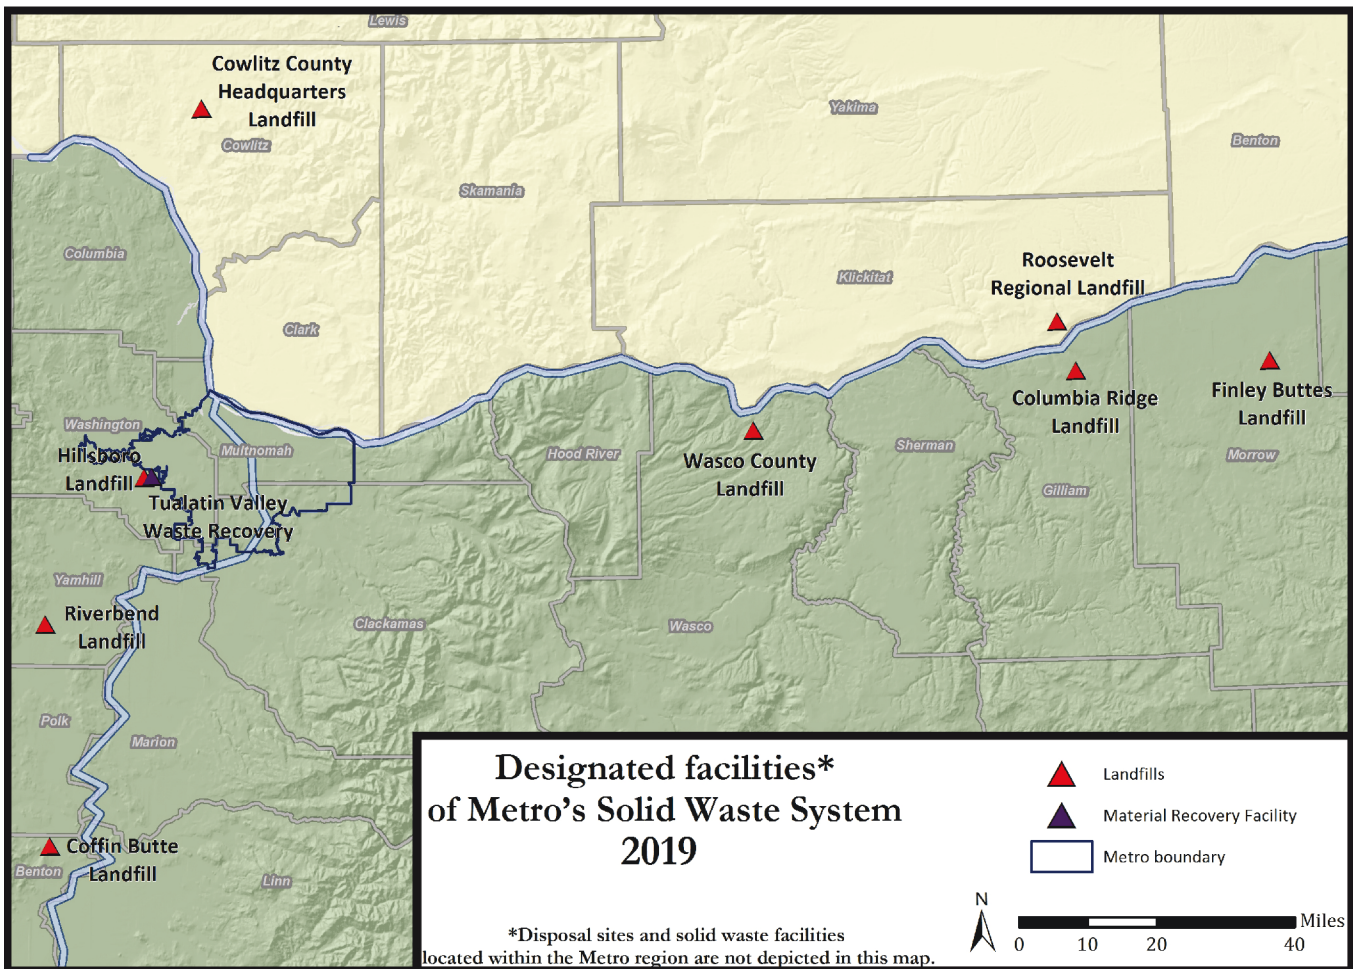 Lewis
Cowlitz County
Headquarters
Landfill
Cowlitz
Yakima
Benton
Skamania
Columbia
Roosevelt
Regional Landfill
Klickitat
Clark
Columbia Ridge
Landfill
Finley Buttes
Landfill
Washington
Multnomah
Hood River
Wasco County
Landfill
Sherman
Morrow
Hillsboro
Landfill
Gilliam
Tualatin Valley
Waste Recovery
Yamhill
Riverbend
Landfill
Clackamas
Wasco
Polk
Marion
Coffin Butte
Landfill
Benton
Linn
Designated facilities*
of Metro's Solid Waste System
2019
*Disposal sites and solid waste facilities
located within the Metro region are not depicted in this map.
Landfills
Material Recovery Facility
Metro boundary
N
Miles
0 10 20 40